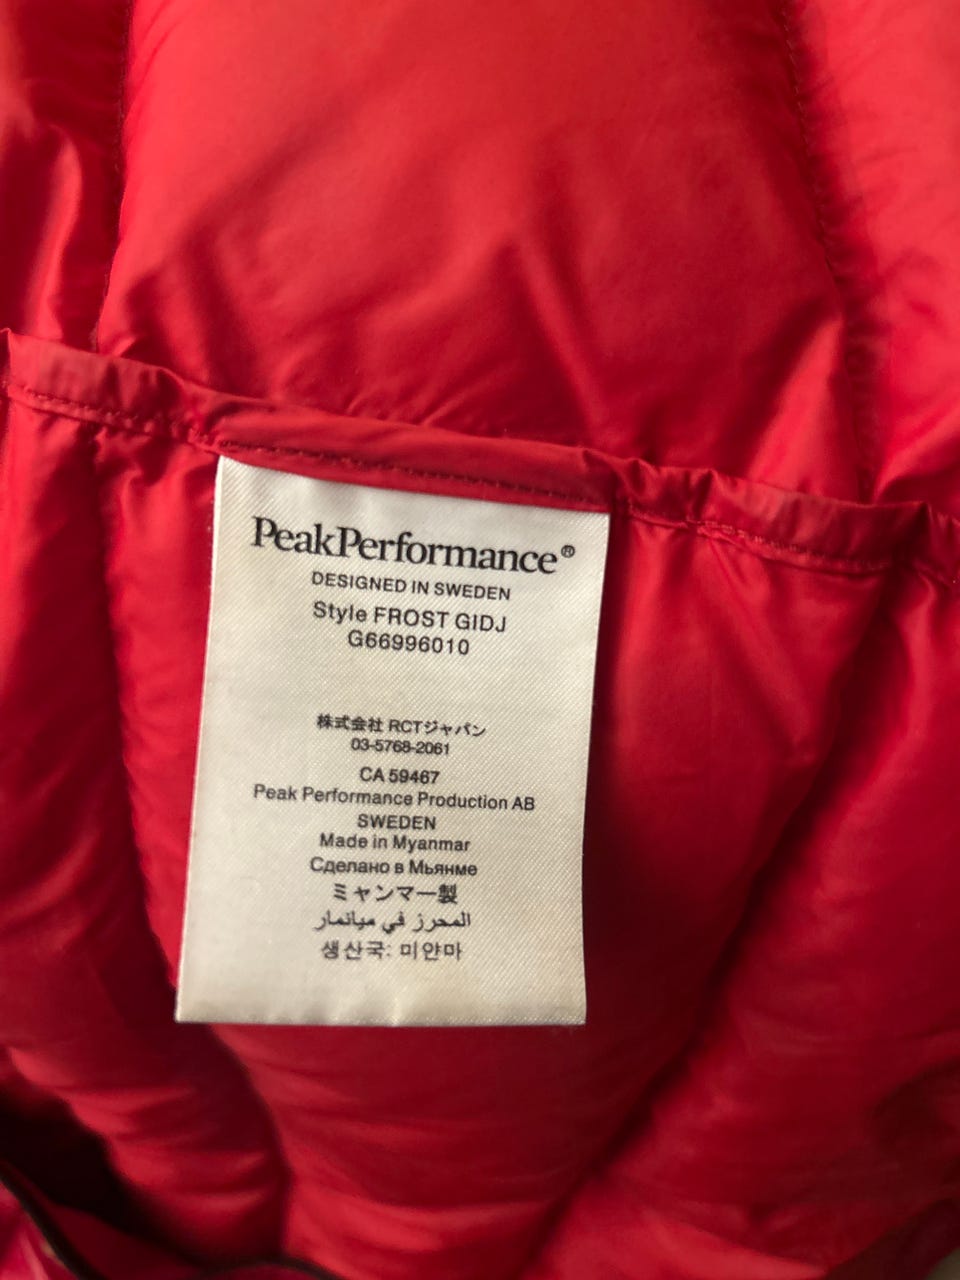 PeakPerformance®
DESIGNED IN SWEDEN
Style FROST GIDJ
G66996010
株式会社 RCTジャパン
03-5768-2061
CA 59467
Peak Performance Production AB
SWEDEN
Made in Myanmar
Сделано в Мьянме
ミャンマー製
المحرز في ميانمار
생산국: 미얀마